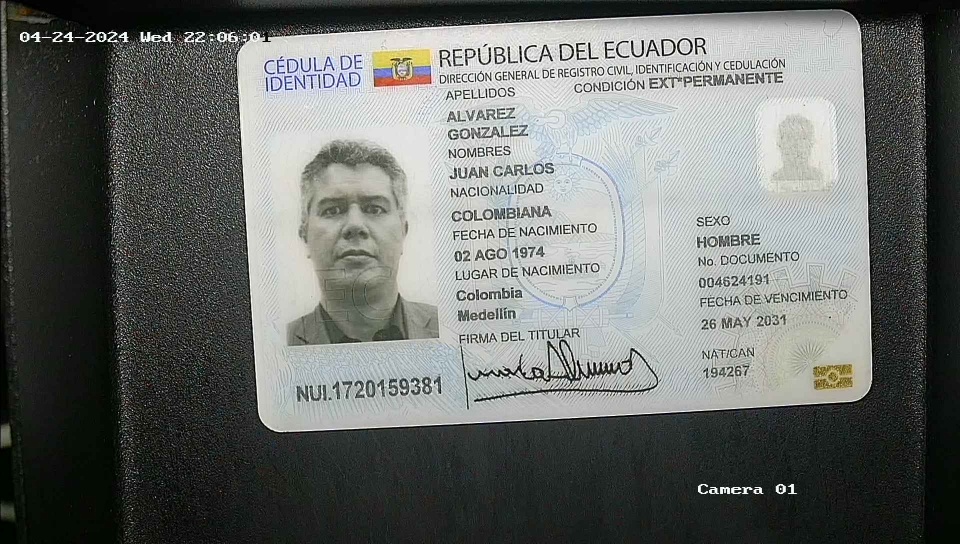 04-24-2024 Wed 22:06:01
CÉDULA DE
IDENTIDAD
REPÚBLICA DEL ECUADOR
DIRECCIÓN GENERAL DE REGISTRO CIVIL, IDENTIFICACIÓN Y CEDULACIÓN
APELLIDOS
CONDICIÓN EXT*PERMANENTE
ALVAREZ
GONZALEZ
NOMBRES
JUAN CARLOS
NACIONALIDAD
COLOMBIANA
FECHA DE NACIMIENTO
02 AGO 1974
LUGAR DE NACIMIENTO
Colombia
Medellín
FIRMA DEL TITULAR
SEXO
HOMBRE
No. DOCUMENTO
004624191
FECHA DE VENCIMIENTO
26 MAY 2031
NAT/CAN
194267
NUI.1720159381
Camera 01